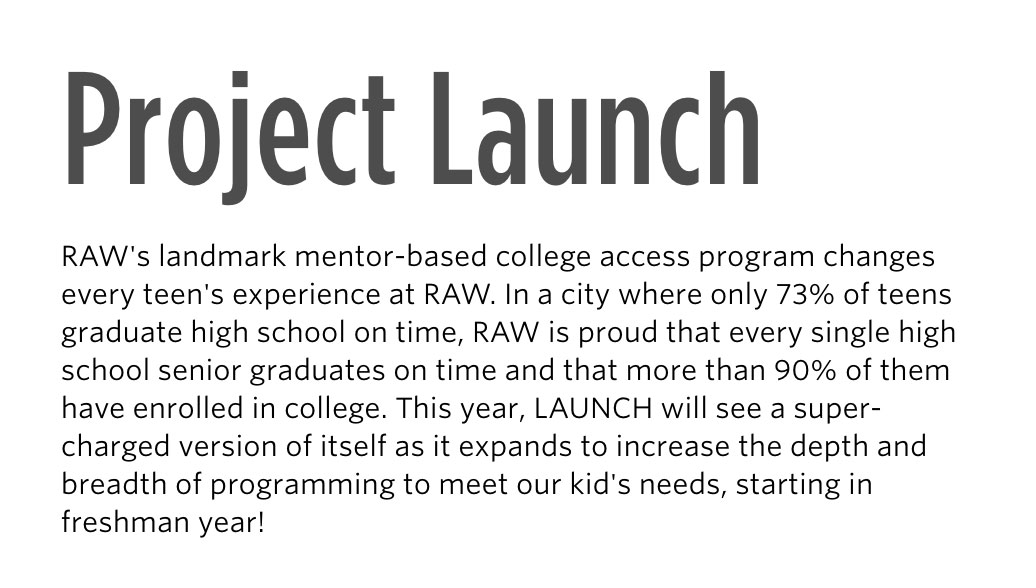 Project Launch
RAW's landmark mentor-based college access program changes
every teen's experience at RAW. In a city where only 73% of teens
graduate high school on time, RAW is proud that every single high
school senior graduates on time and that more than 90% of them
have enrolled in college. This year, LAUNCH will see a super-
charged version of itself as it expands to increase the depth and
breadth of programming to meet our kid's needs, starting in
freshman year!